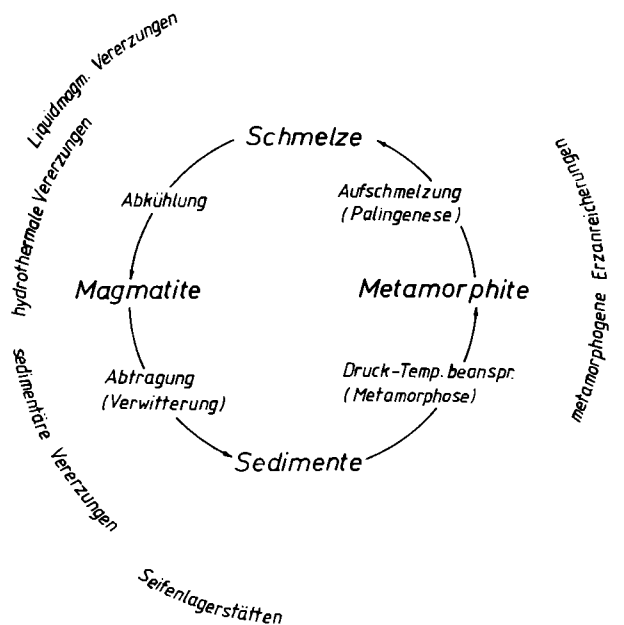 Liquidmagm. Vererzungen
hydrothermale Vererzungen
sedimentäre Vererzungen
Seifenlagerstätten
metamorphogene Erzanreicherungen
Schmelze
Abkühlung
Aufschmelzung
(Palingenese)
Magmatite
Metamorphite
Abtragung
(Verwitterung)
Druck-Temp. beanspr.
(Metamorphose)
Sedimente